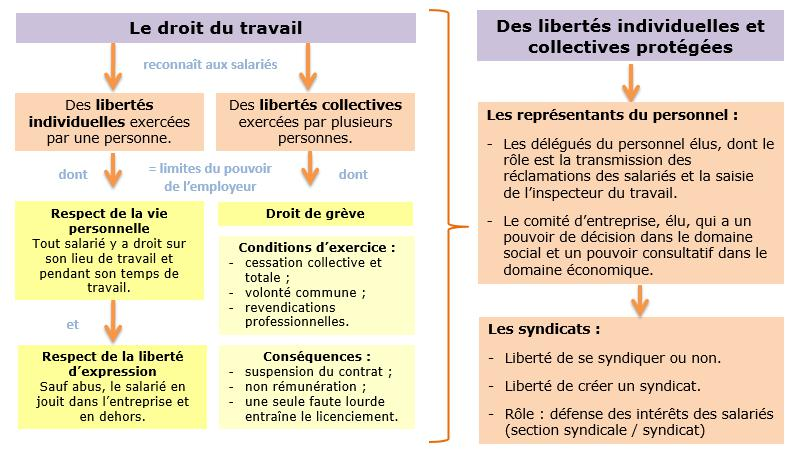 Le droit du travail
reconnaît aux salariés
Des libertés
individuelles exercées
par une personne.
Des libertés collectives
exercées par plusieurs
personnes.
dont
= limites du pouvoir
de l’employeur
dont
Respect de la vie
personnelle
Tout salarié y a droit sur
son lieu de travail et
pendant son temps de
travail.
et
Respect de la liberté
d’expression
Sauf abus, le salarié en
jouit dans l’entreprise et
en dehors.
Droit de grève
Conditions d’exercice :
- cessation collective et
totale ;
- volonté commune ;
- revendications
professionnelles.
Conséquences :
- suspension du contrat ;
- non rémunération ;
- une seule faute lourde
entraîne le licenciement.
Des libertés individuelles et
collectives protégées
Les représentants du personnel :
- Les délégués du personnel élus, dont le
rôle est la transmission des
réclamations des salariés et la saisie
de l’inspecteur du travail.
- Le comité d’entreprise, élu, qui a un
pouvoir de décision dans le domaine
social et un pouvoir consultatif dans le
domaine économique.
Les syndicats :
- Liberté de se syndiquer ou non.
- Liberté de créer un syndicat.
- Rôle : défense des intérêts des salariés
(section syndicale / syndicat)